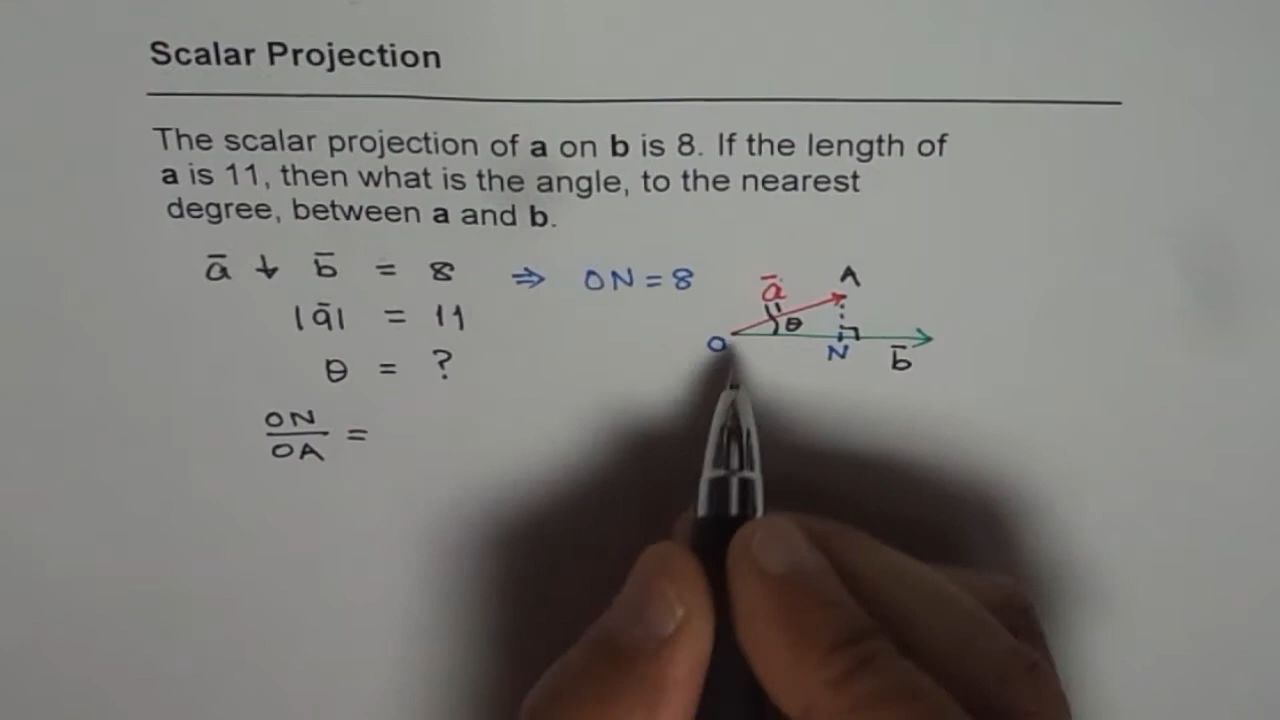 Scalar Projection
The scalar projection of a on b is 8. If the length of
a is 11, then what is the angle, to the nearest
degree, between a and b.
a̅ ↓ b̅ = 8 ⇒ ON = 8
|a̅| = 11
θ = ?
ON/OA =
a̅ A
11
θ
O N b̅